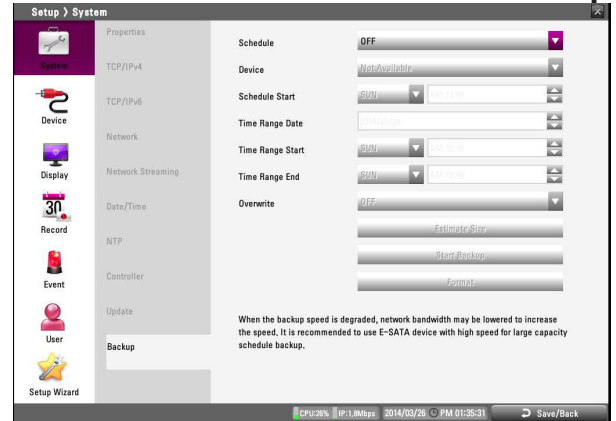 Setup > System
System
Device
Display
30
Record
Event
User
Setup Wizard
Properties
TCP/IPv4
TCP/IPv6
Network
Network Streaming
Date/Time
NTP
Controller
Update
Backup
Schedule OFF
Device Not Available
Schedule Start SUN
Time Range Date
Time Range Start SUN
Time Range End SUN
Overwrite OFF
Estimate Size
Start Backup
Format
When the backup speed is degraded, network bandwidth may be lowered to increase
the speed. It is recommended to use E-SATA device with high speed for large capacity
schedule backup.
CPU:26% IP:1.8Mbps 2014/03/26 PM 01:35:31 Save/Back